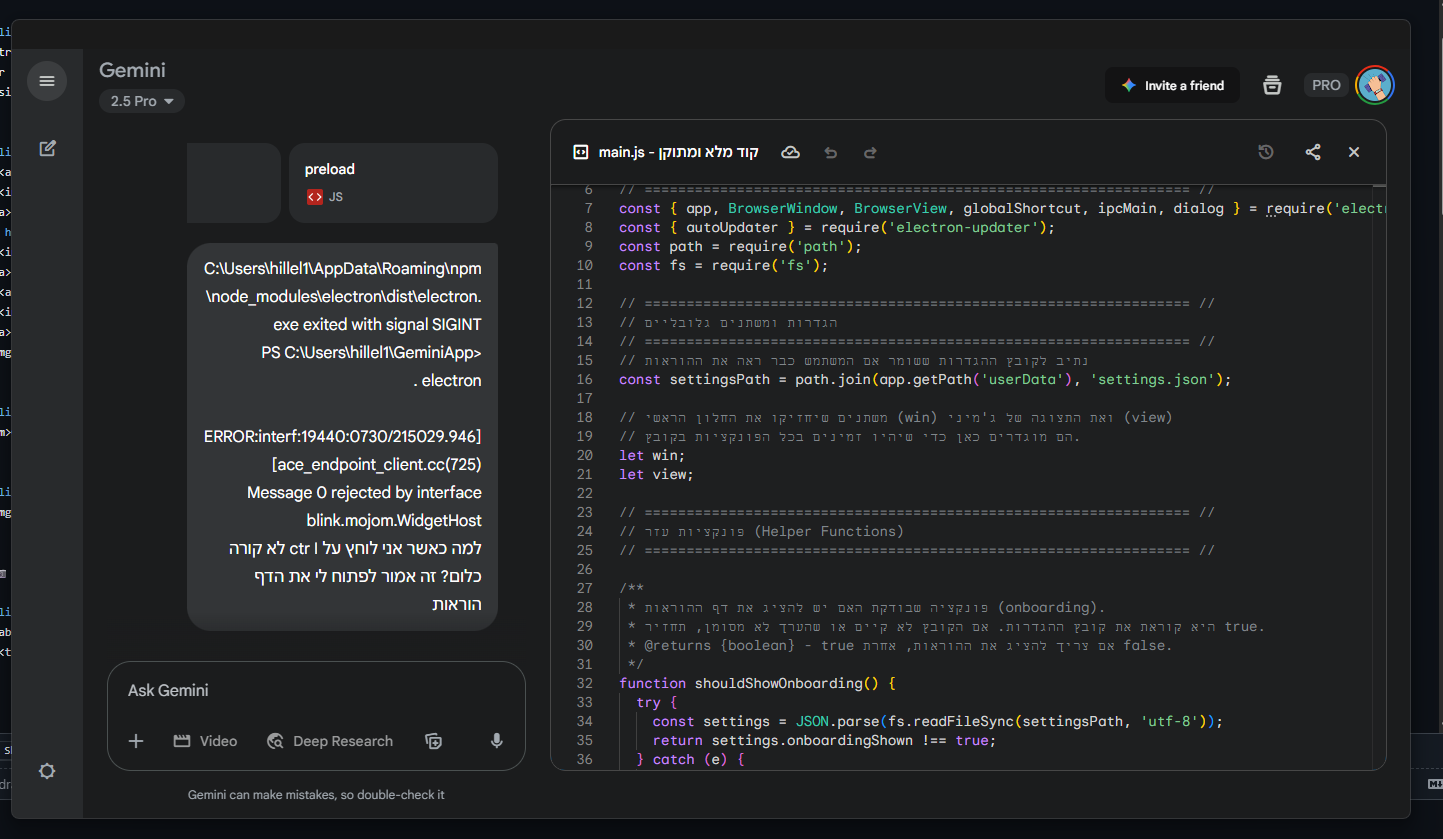 Gemini
2.5 Pro
Invite a friend
PRO
preload
JS
C:\Users\hillel1\AppData\Roaming\npm
\node_modules\electron\dist\electron.
exe exited with signal SIGINT
PS C:\Users\hillel1\GeminiApp>
. electron
ERROR:interf:19440:0730/215029.946]
[ace_endpoint_client.cc(725)
Message 0 rejected by interface
blink.mojom.WidgetHost
למה כאשר אני לוחץ על ctr I לא קורה
כלום? זה אמור לפתוח לי את הדף
הוראות
Ask Gemini
Video
Deep Research
Gemini can make mistakes, so double-check it
main.js - קוד מלא ומתוקן
6 // ================================================================= //
7 const { app, BrowserWindow, BrowserView, globalShortcut, ipcMain, dialog } = require('electr
8 const { autoUpdater } = require('electron-updater');
9 const path = require('path');
10 const fs = require('fs');
11
12 // ================================================================= //
13 // הגדרות ומשתנים גלובליים
14 // ================================================================= //
15 // נתיב לקובץ ההגדרות ששומר אם המשתמש כבר ראה את ההוראות
16 const settingsPath = path.join(app.getPath('userData'), 'settings.json');
17
18 // משתנים שיחזיקו את החלון הראשי (win) ואת התצוגה של ג'מיני (view)
19 // הם מוגדרים כאן כדי שיהיו זמינים בכל הפונקציות בקובץ.
20 let win;
21 let view;
22
23 // ================================================================= //
24 // פונקציות עזר (Helper Functions)
25 // ================================================================= //
26
27 /**
28 * פונקציה שבודקת האם יש להציג את דף ההוראות (onboarding).
29 * היא קוראת את קובץ ההגדרות. אם הקובץ לא קיים או שהערך לא מסומן, תחזיר true.
30 * @returns {boolean} - true אם צריך להציג את ההוראות, אחרת false.
31 */
32 function shouldShowOnboarding() {
33 try {
34 const settings = JSON.parse(fs.readFileSync(settingsPath, 'utf-8'));
35 return settings.onboardingShown !== true;
36 } catch (e) {